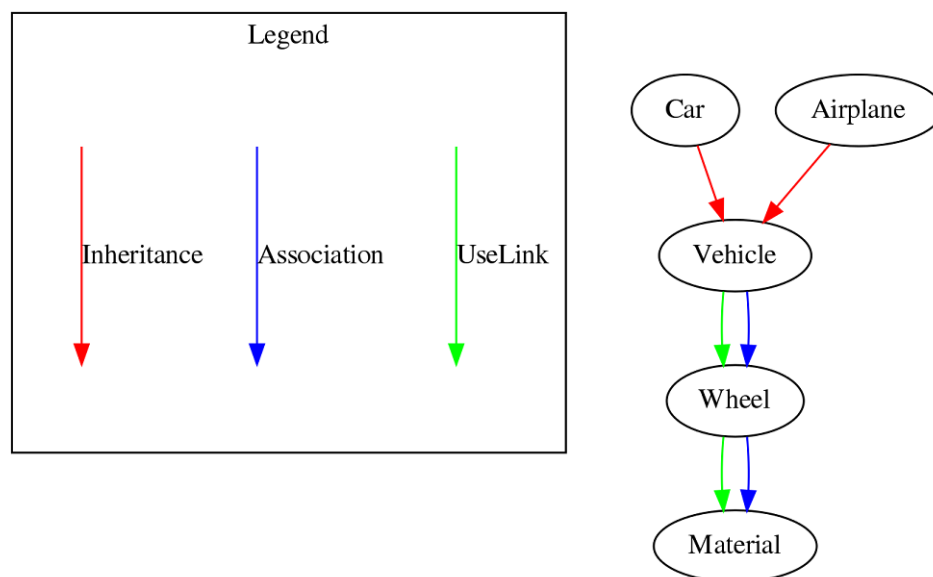 Legend
Inheritance
Association
UseLink
Car
Airplane
Vehicle
Wheel
Material